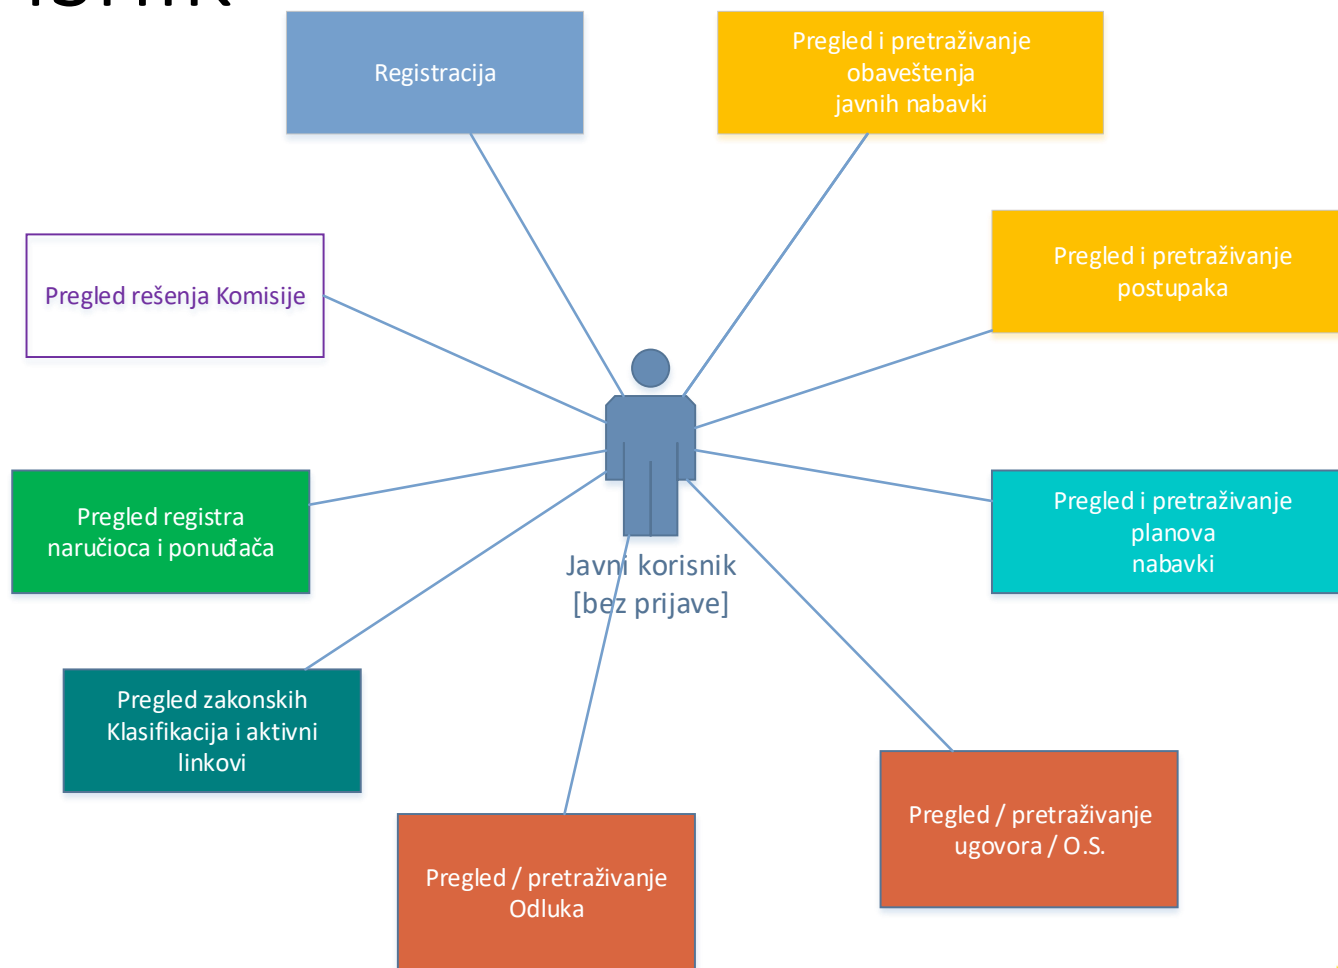 Registracija
Pregled i pretraživanje
obaveštenja
javnih nabavki
Pregled rešenja Komisije
Pregled i pretraživanje
postupaka
Pregled registra
naručioca i ponuđača
Javni korisnik
[bez prijave]
Pregled i pretraživanje
planova
nabavki
Pregled zakonskih
Klasifikacija i aktivni
linkovi
Pregled / pretraživanje
Odluka
Pregled / pretraživanje
ugovora / O.S.